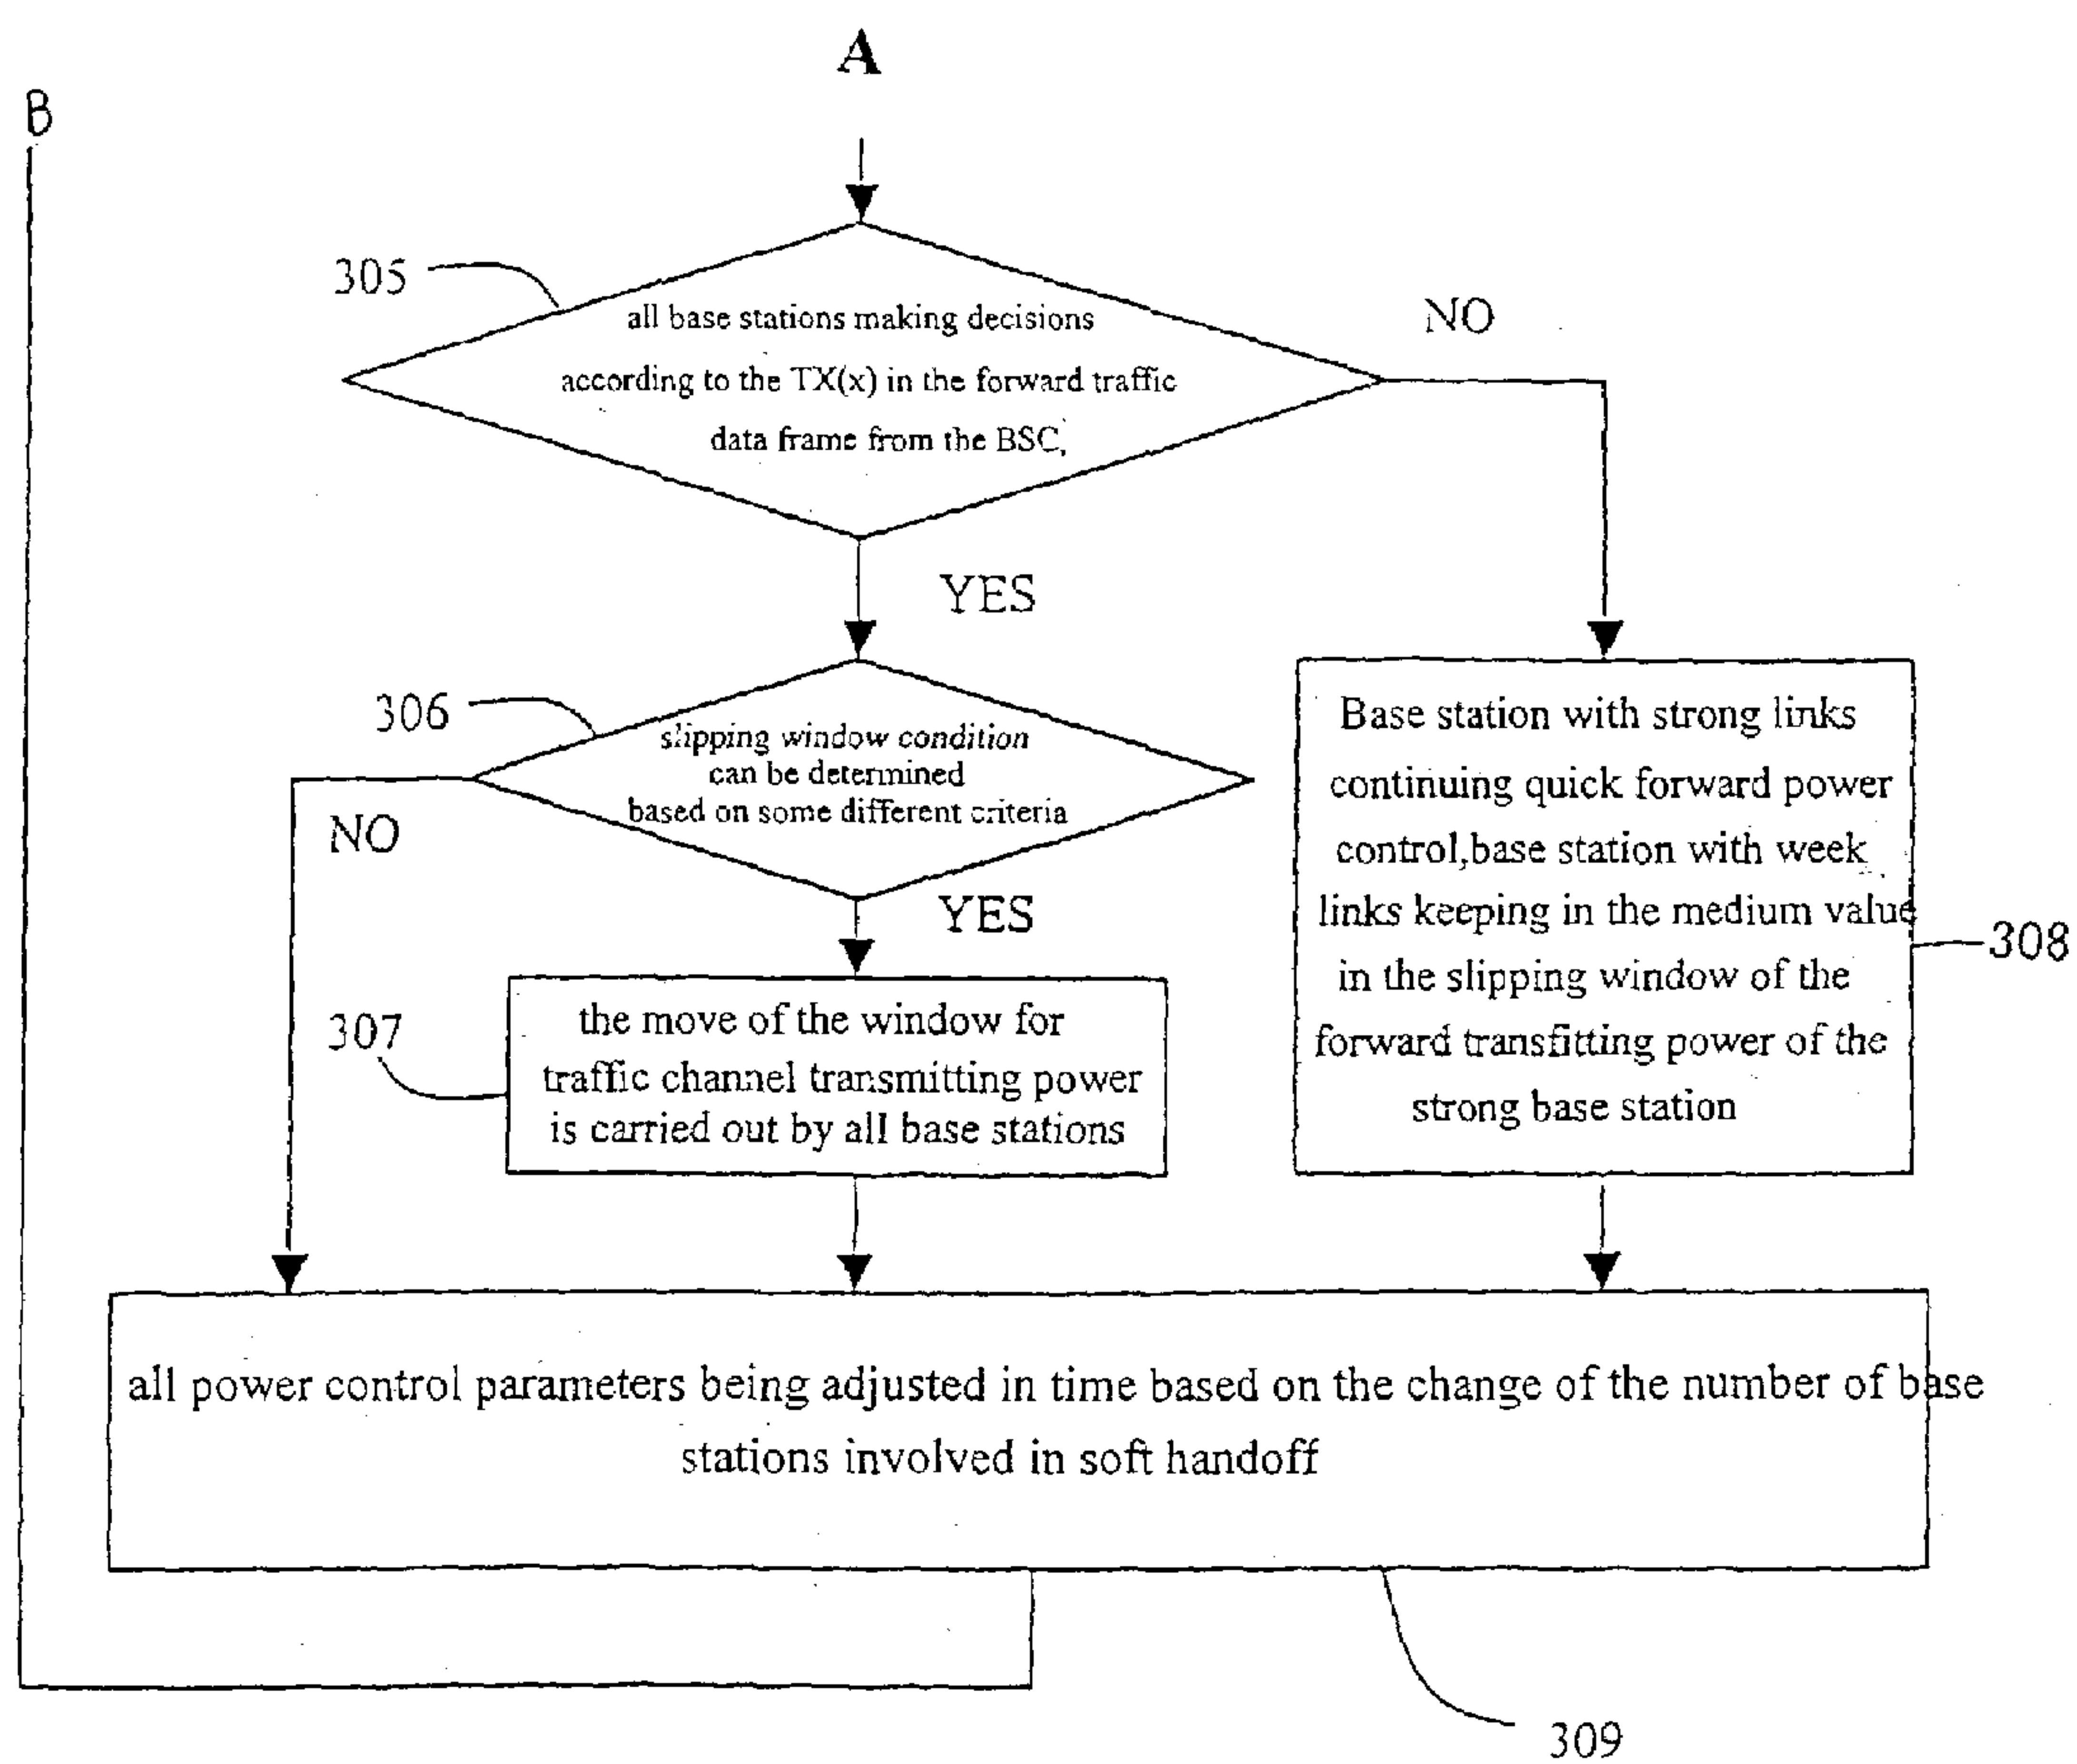 A
B
305
all base stations making decisions
according to the TX(x) in the forward traffic
data frame from the BSC,
NO
YES
306
slipping window condition
can be determined
based on some different criteria
NO
YES
307
the move of the window for
traffic channel transmitting power
is carried out by all base stations
Base station with strong links
continuing quick forward power
control,base station with week
links keeping in the medium value
in the slipping window of the
forward transfitting power of the
strong base station
308
all power control parameters being adjusted in time based on the change of the number of base
stations involved in soft handoff
309